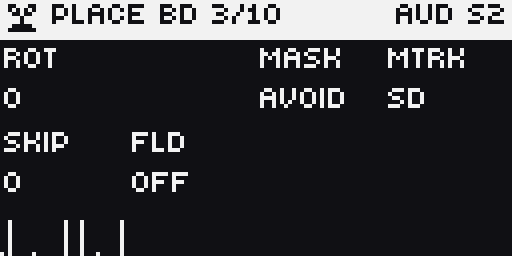 PLACE BD 3/10 AUD S2
ROT MASK MTRK
0 AVOID SD
SKIP FLD
0 OFF